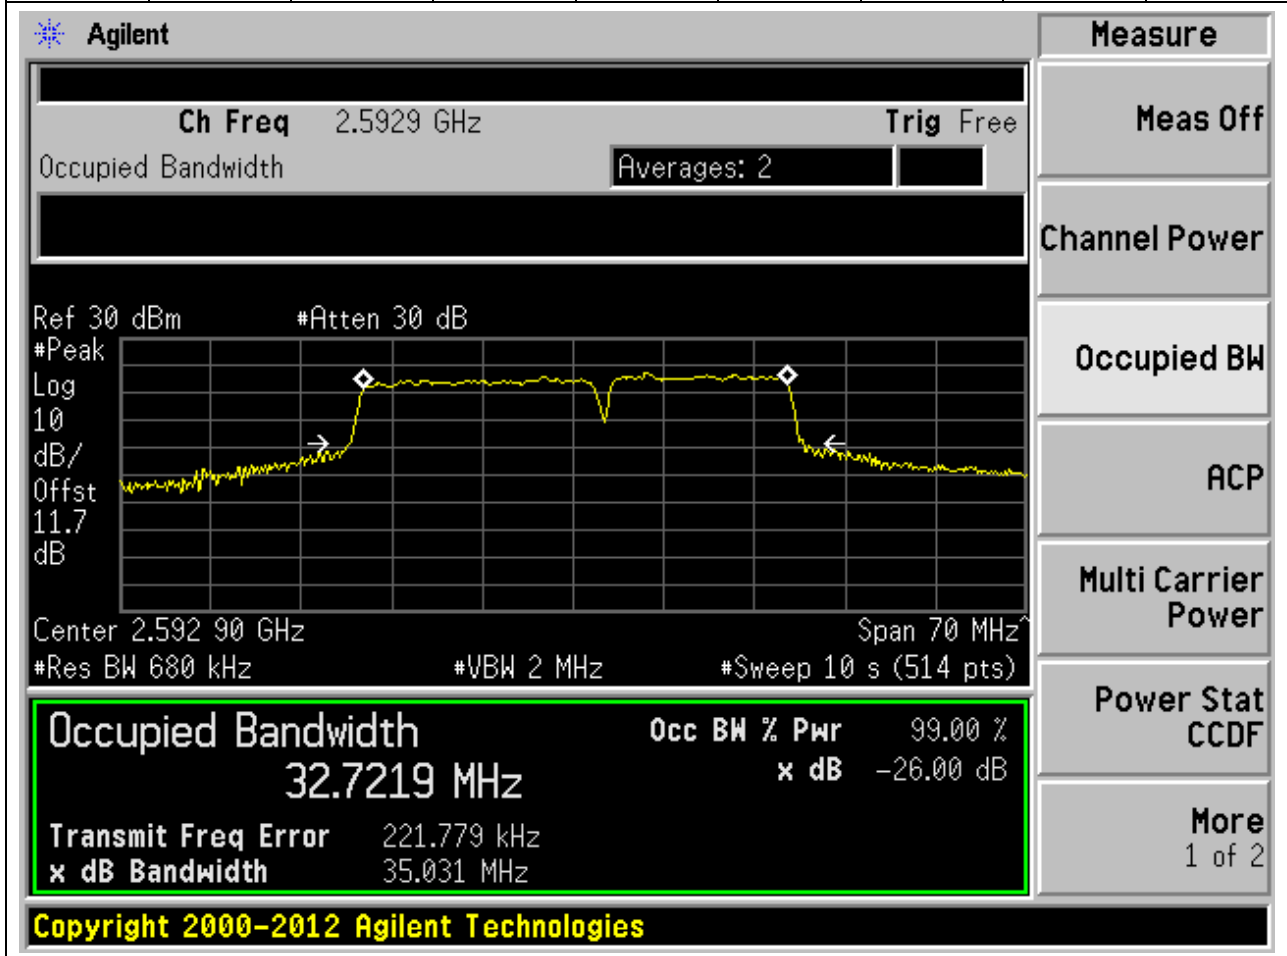 Agilent
Measure
Ch Freq 2.5929 GHz Trig Free
Occupied Bandwidth Averages: 2
Meas Off
Channel Power
Occupied BW
ACP
Multi Carrier
Power
Power Stat
CCDF
More
1 of 2
Ref 30 dBm #Atten 30 dB
#Peak
Log
10
dB/
Offst
11.7
dB
Center 2.592 90 GHz Span 70 MHz^
#Res BW 680 kHz #VBW 2 MHz #Sweep 10 s (514 pts)
Occupied Bandwidth Occ BW % Pwr 99.00 %
32.7219 MHz x dB -26.00 dB
Transmit Freq Error 221.779 kHz
x dB Bandwidth 35.031 MHz
Copyright 2000-2012 Agilent Technologies